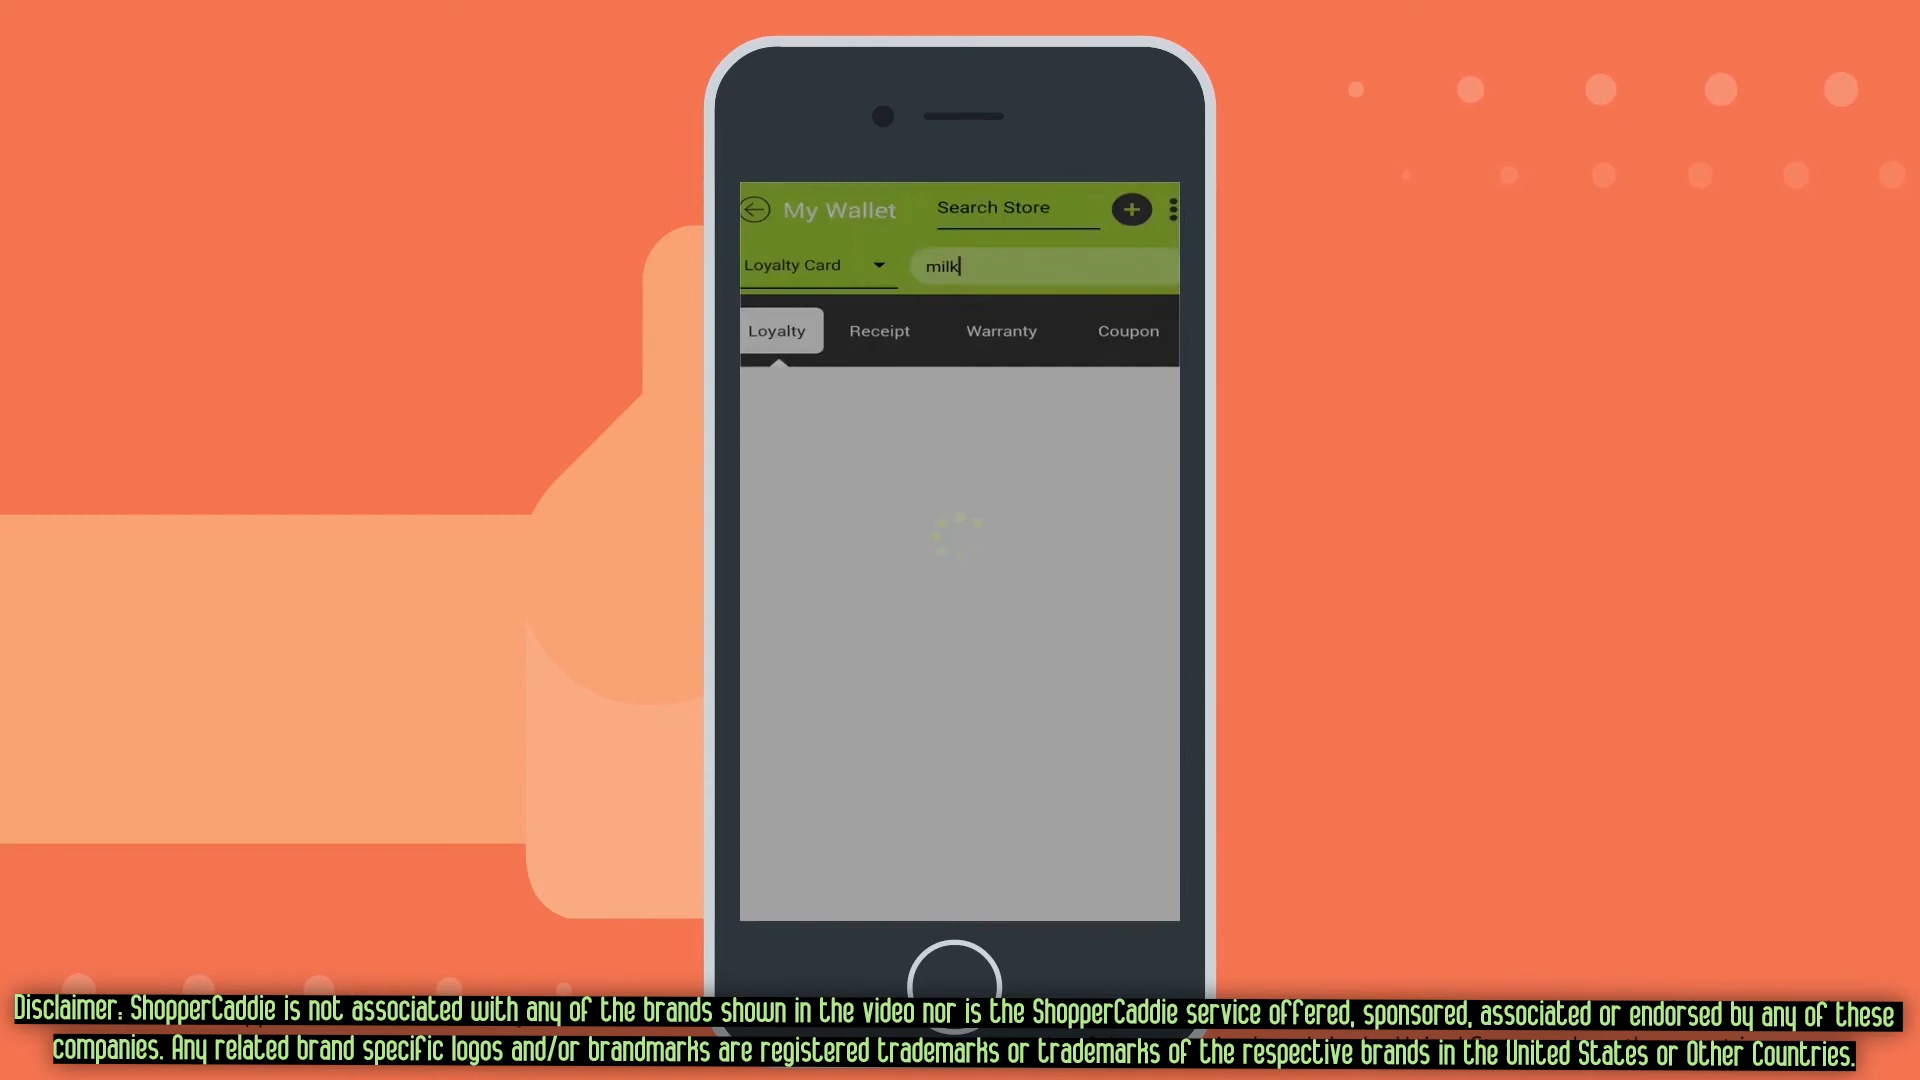 My Wallet
Search Store
Loyalty Card
milk
Loyalty
Receipt
Warranty
Coupon
Disclaimer: ShopperCaddie is not associated with any of the brands shown in the video nor is the ShopperCaddie service offered, sponsored, associated or endorsed by any of these
companies. Any related brand specific logos and/or brandmarks are registered trademarks or trademarks of the respective brands in the United States or Other Countries.